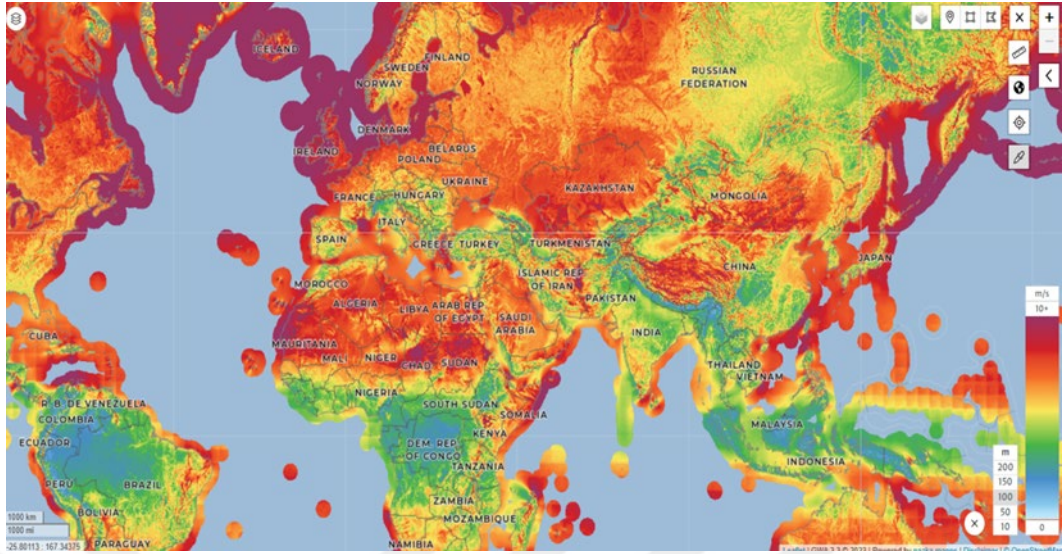 ICELAND
FINLAND
SWEDEN
NORWAY
RUSSIAN
FEDERATION
DENMARK
IRELAND
BELARUS
POLAND
UKRAINE
FRANCE
HUNGARY
KAZAKHSTAN
MONGOLIA
ITALY
SPAIN
GREECE
TURKEY
TURKMENISTAN
JAPAN
CHINA
ISLAMIC REP
OF IRAN
MOROCCO
PAKISTAN
m/s
10+
ALGERIA
LIBYA
ARAB REP
OF EGYPT
SAUDI
ARABIA
INDIA
CUBA
MAURITANIA
MALI
NIGER
CHAD
SUDAN
THAILAND
VIETNAM
NIGERIA
R. B. DE VENEZUELA
SOUTH SUDAN
COLOMBIA
SOMALIA
MALAYSIA
KENYA
ECUADOR
DEM. REP.
OF CONGO
TANZANIA
INDONESIA
m
200
150
100
50
10
PERU
BRAZIL
ZAMBIA
BOLIVIA
MOZAMBIQUE
1000 km
1000 mi
0
NAMIBIA
PARAGUAY
-25.80113 : 167.34375